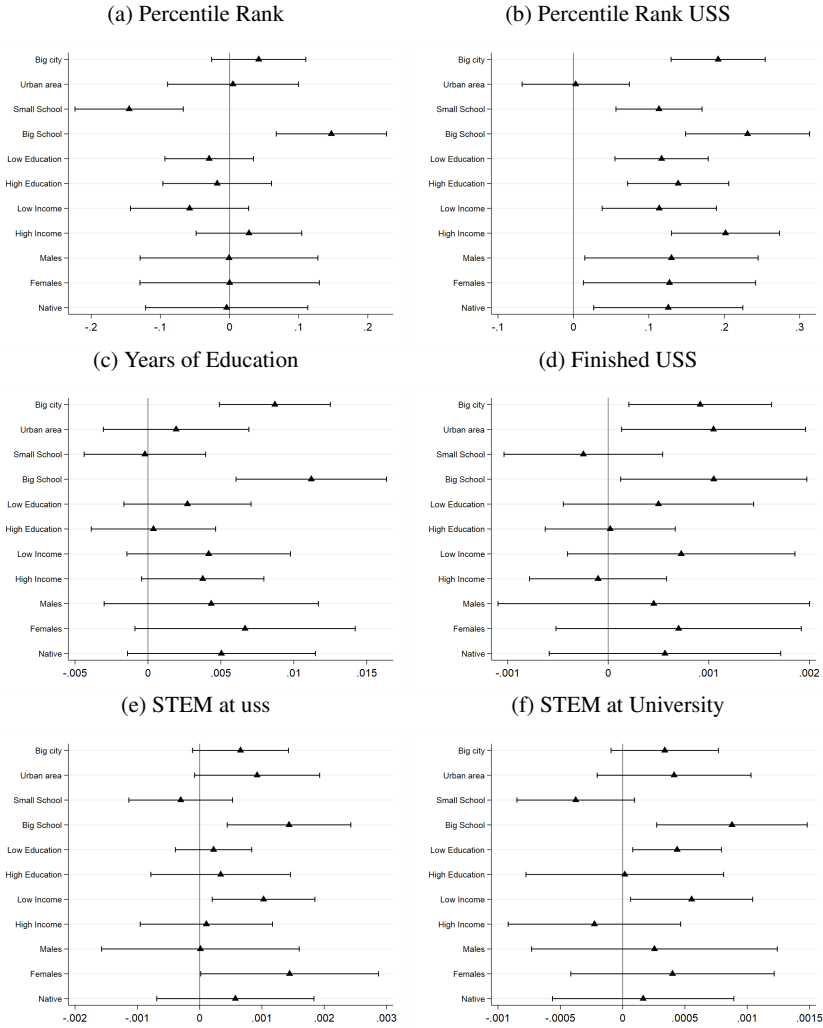 (a) Percentile Rank
Big city
Urban area
Small School
Big School
Low Education
High Education
Low Income
High Income
Males
Females
Native
-.2 -.1 0 .1 .2
(b) Percentile Rank USS
Big city
Urban area
Small School
Big School
Low Education
High Education
Low Income
High Income
Males
Females
Native
-.1 0 .1 .2 .3
(c) Years of Education
Big city
Urban area
Small School
Big School
Low Education
High Education
Low Income
High Income
Males
Females
Native
-.005 0 .005 .01 .015
(d) Finished USS
Big city
Urban area
Small School
Big School
Low Education
High Education
Low Income
High Income
Males
Females
Native
-.001 0 .001 .002
(e) STEM at uss
Big city
Urban area
Small School
Big School
Low Education
High Education
Low Income
High Income
Males
Females
Native
-.002 -.001 0 .001 .002 .003
(f) STEM at University
Big city
Urban area
Small School
Big School
Low Education
High Education
Low Income
High Income
Males
Females
Native
-.001 -.0005 0 .0005 .001 .0015